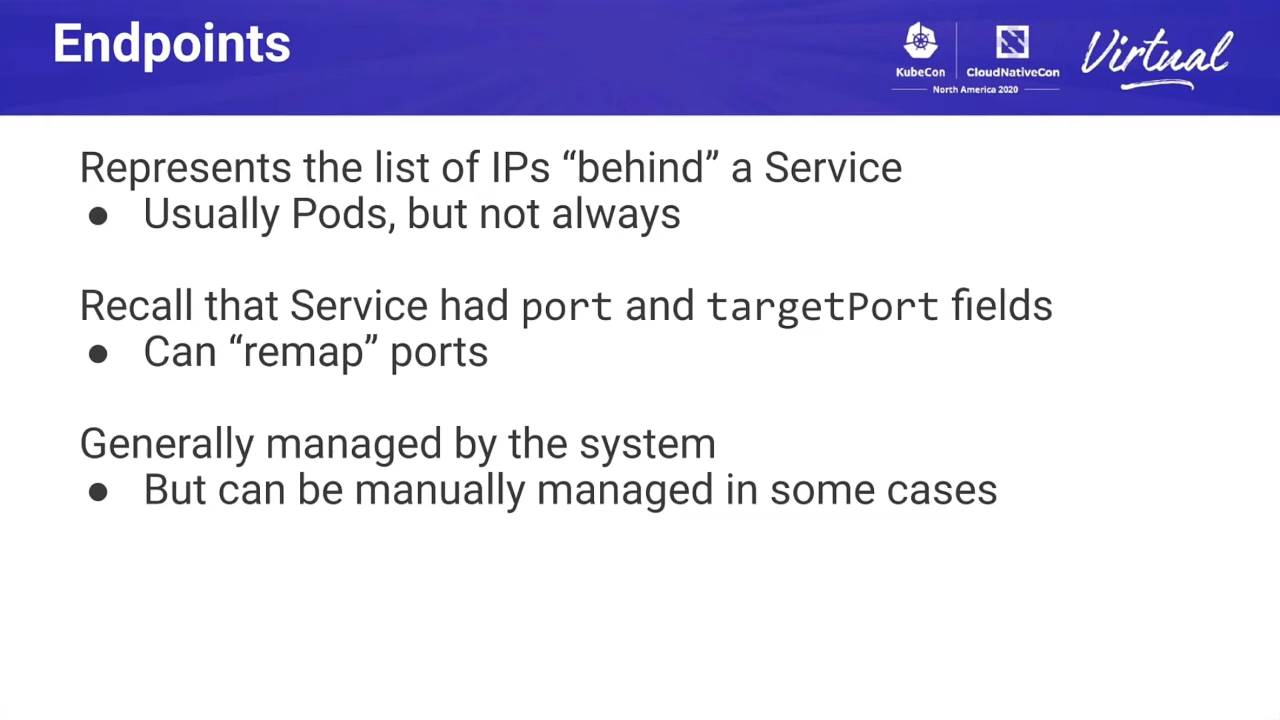 Endpoints
KubeCon
CloudNativeCon
North America 2020
Virtual
Represents the list of IPs “behind” a Service
● Usually Pods, but not always
Recall that Service had port and targetPort fields
● Can “remap” ports
Generally managed by the system
● But can be manually managed in some cases